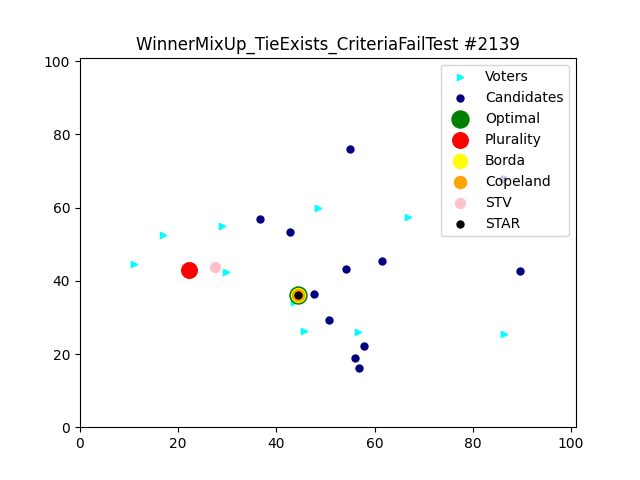 WinnerMixUp_TieExists_CriteriaFailTest #2139
100
80
60
40
20
0
0 20 40 60 80 100
Voters
Candidates
Optimal
Plurality
Borda
Copeland
STV
STAR